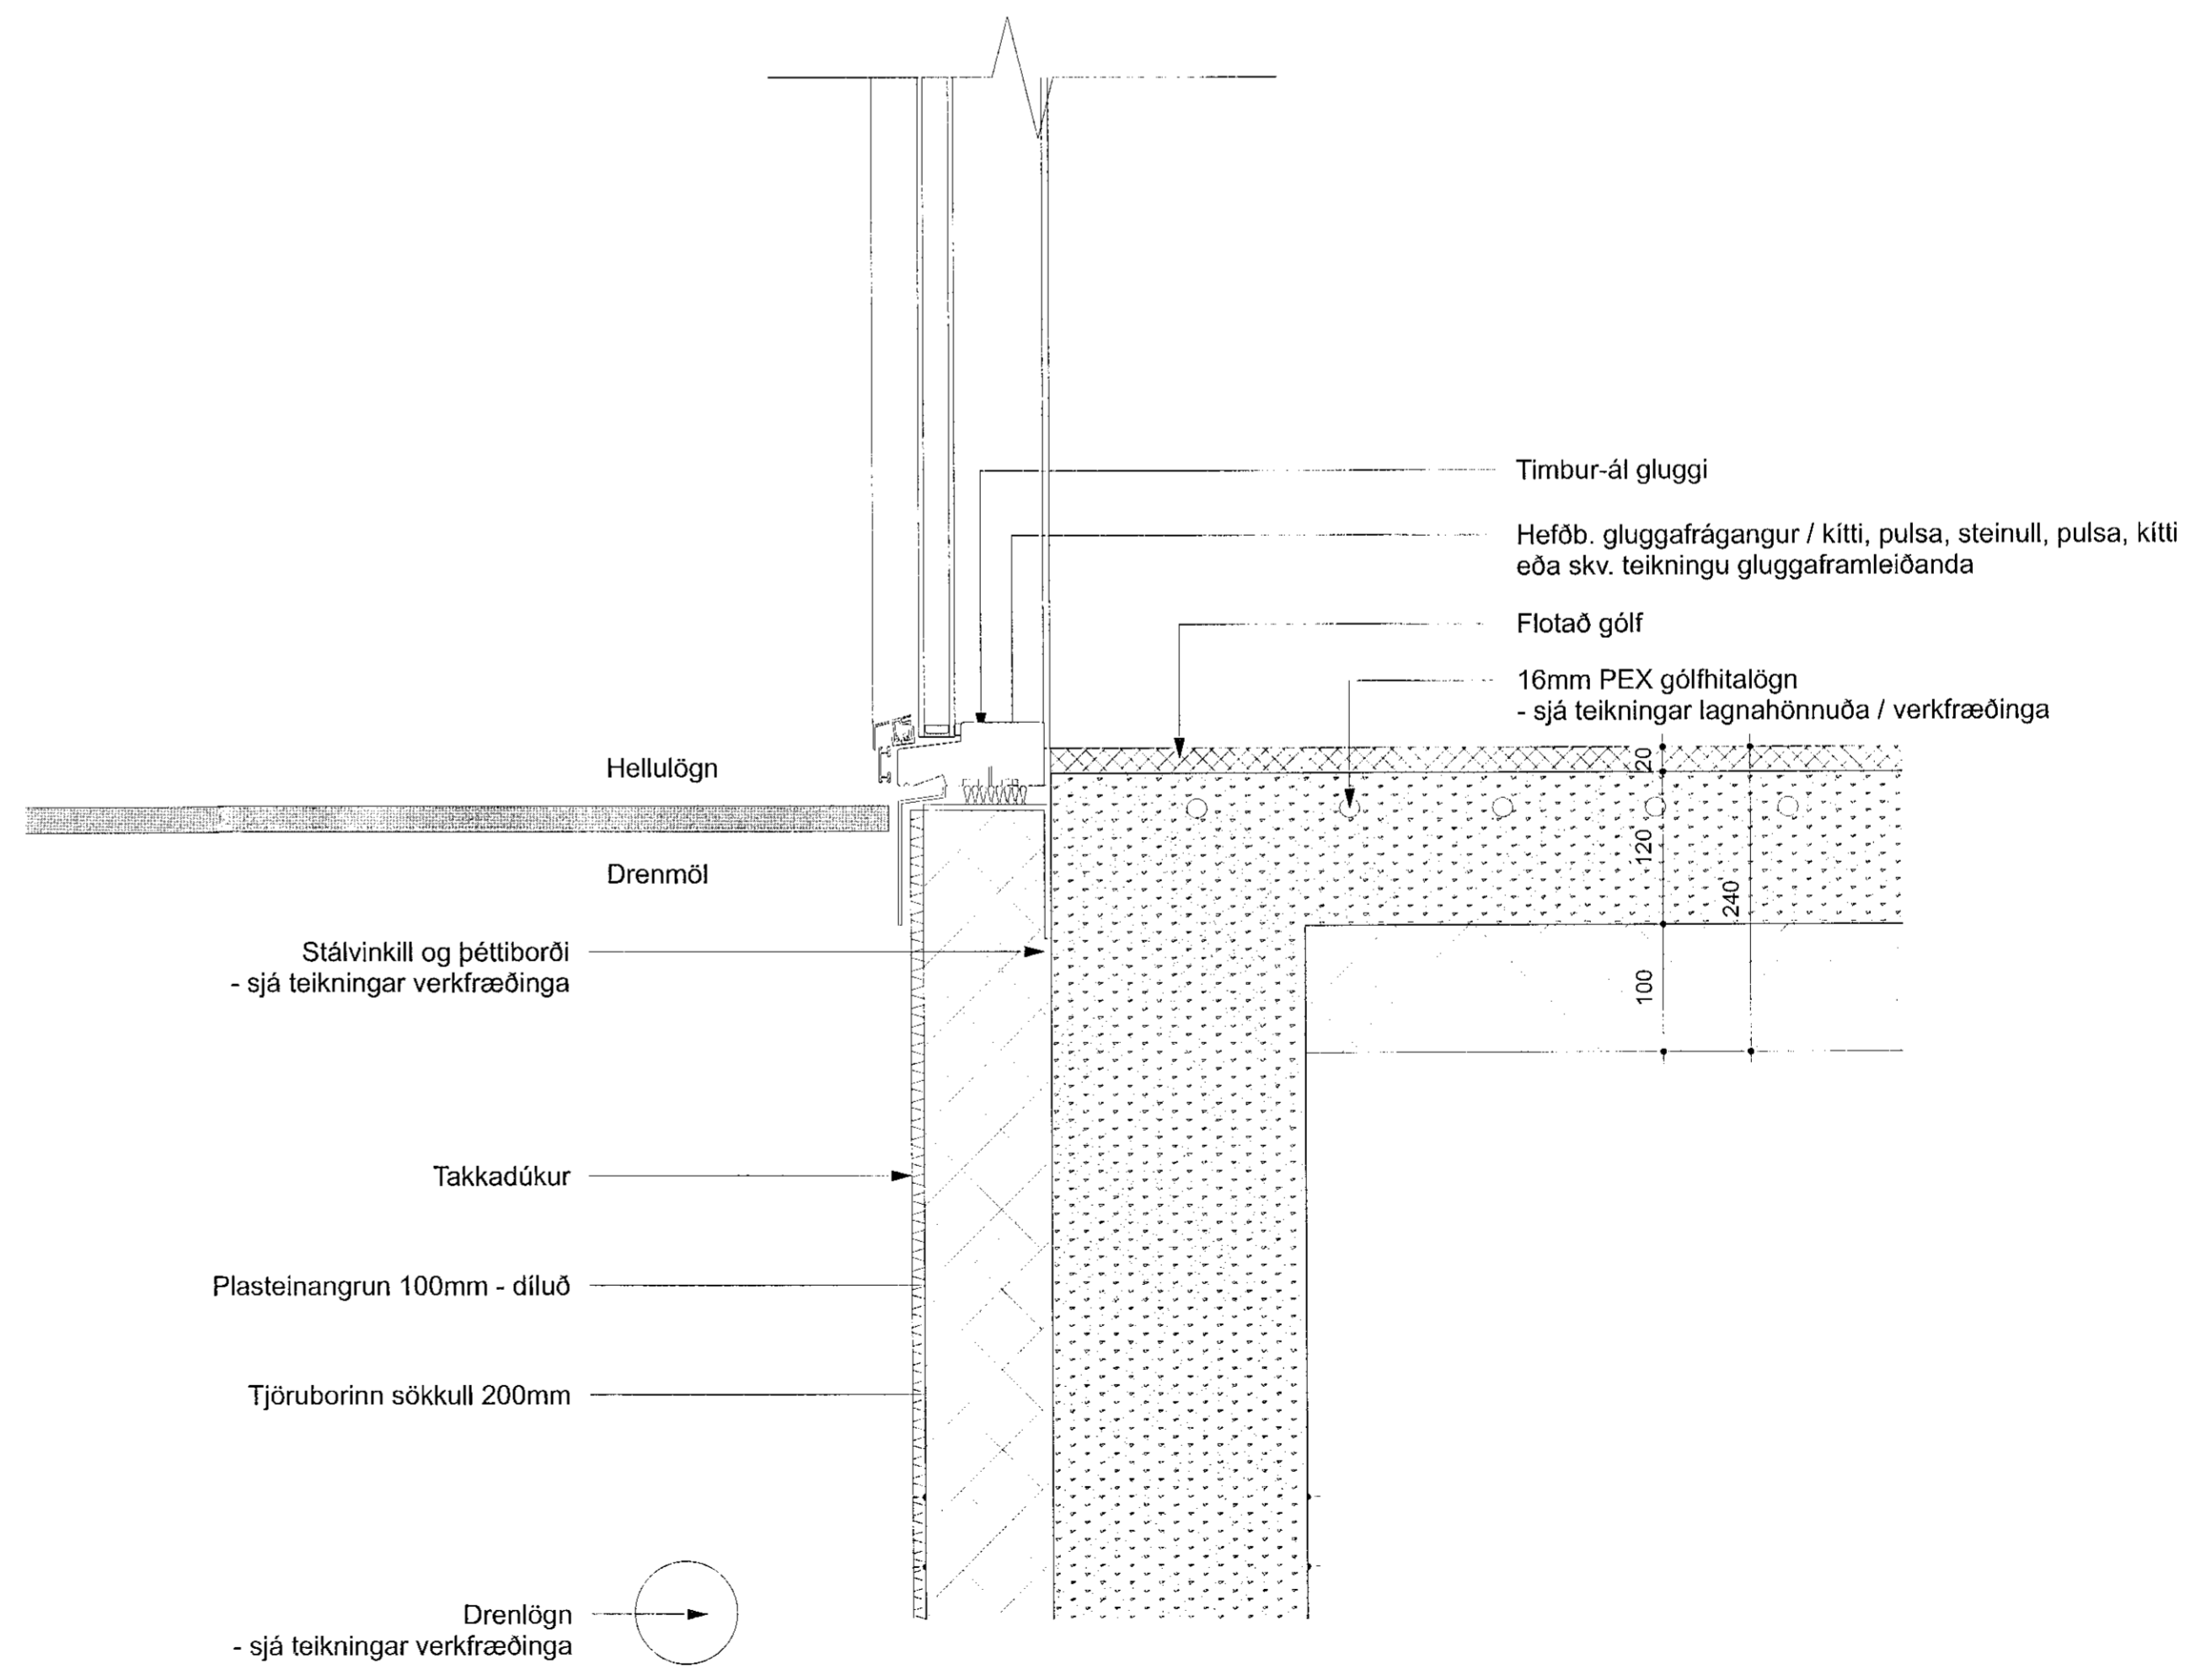 Timbur-ál gluggi
Hefðb. gluggafrágangur / kítti, pulsa, steinull, pulsa, kítti
eða skv. teikningu gluggaframleiðanda
Flotað gólf
16mm PEX gólfhitalögn
- sjá teikningar lagnahönnuða / verkfræðinga
Hellulögn
20
120
240
100
Drenmöl
Stálvinkill og þéttiborði
- sjá teikningar verkfræðinga
Takkadúkur
Plasteinangrun 100mm - díluð
Tjöruborinn sökkull 200mm
Drenlögn
- sjá teikningar verkfræðinga